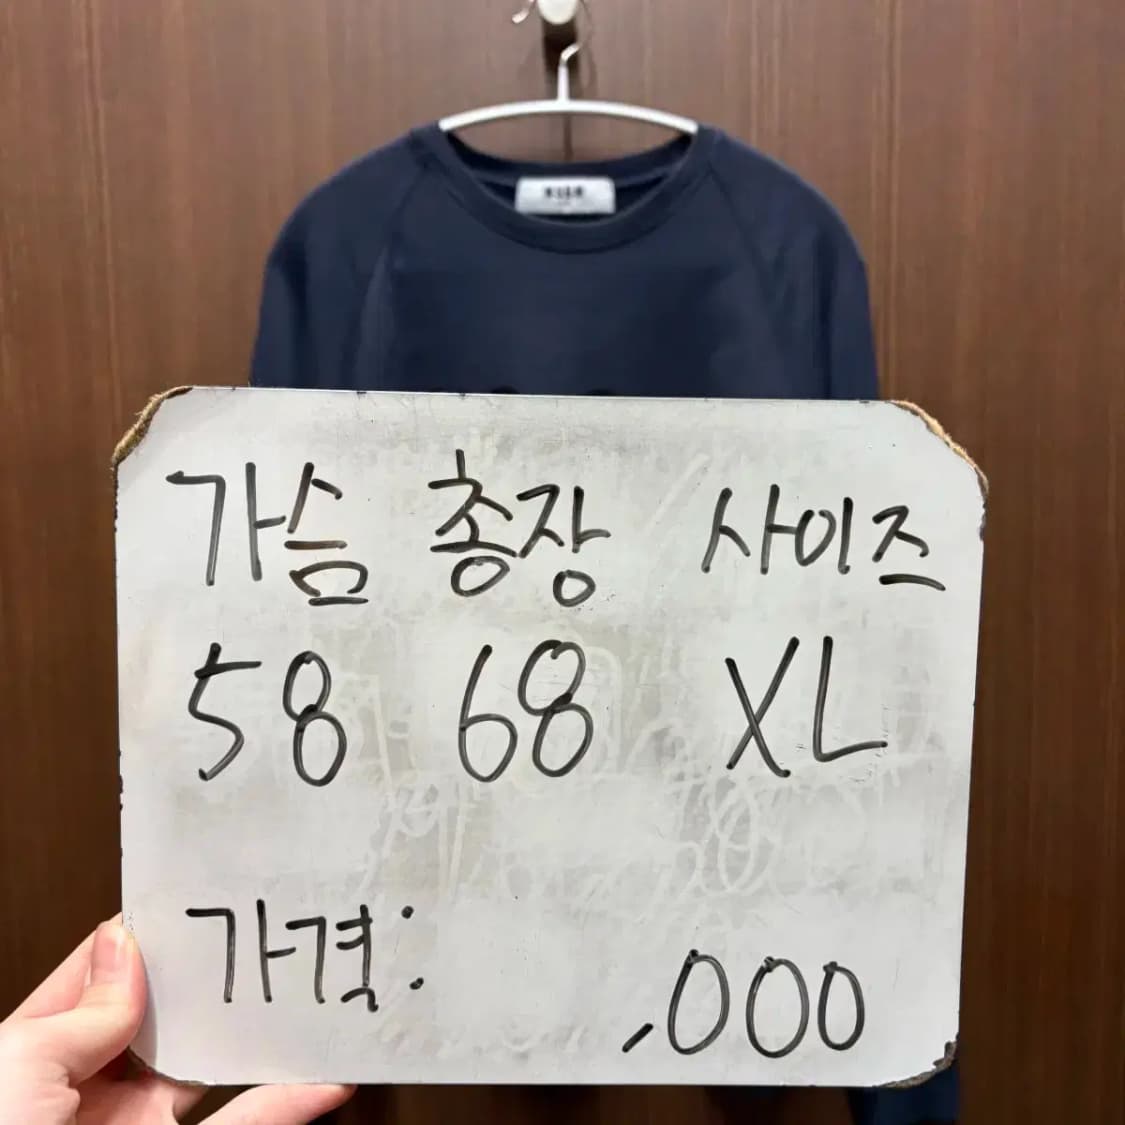 가슴 총장 사이즈
58 68 XL
가격: ,000